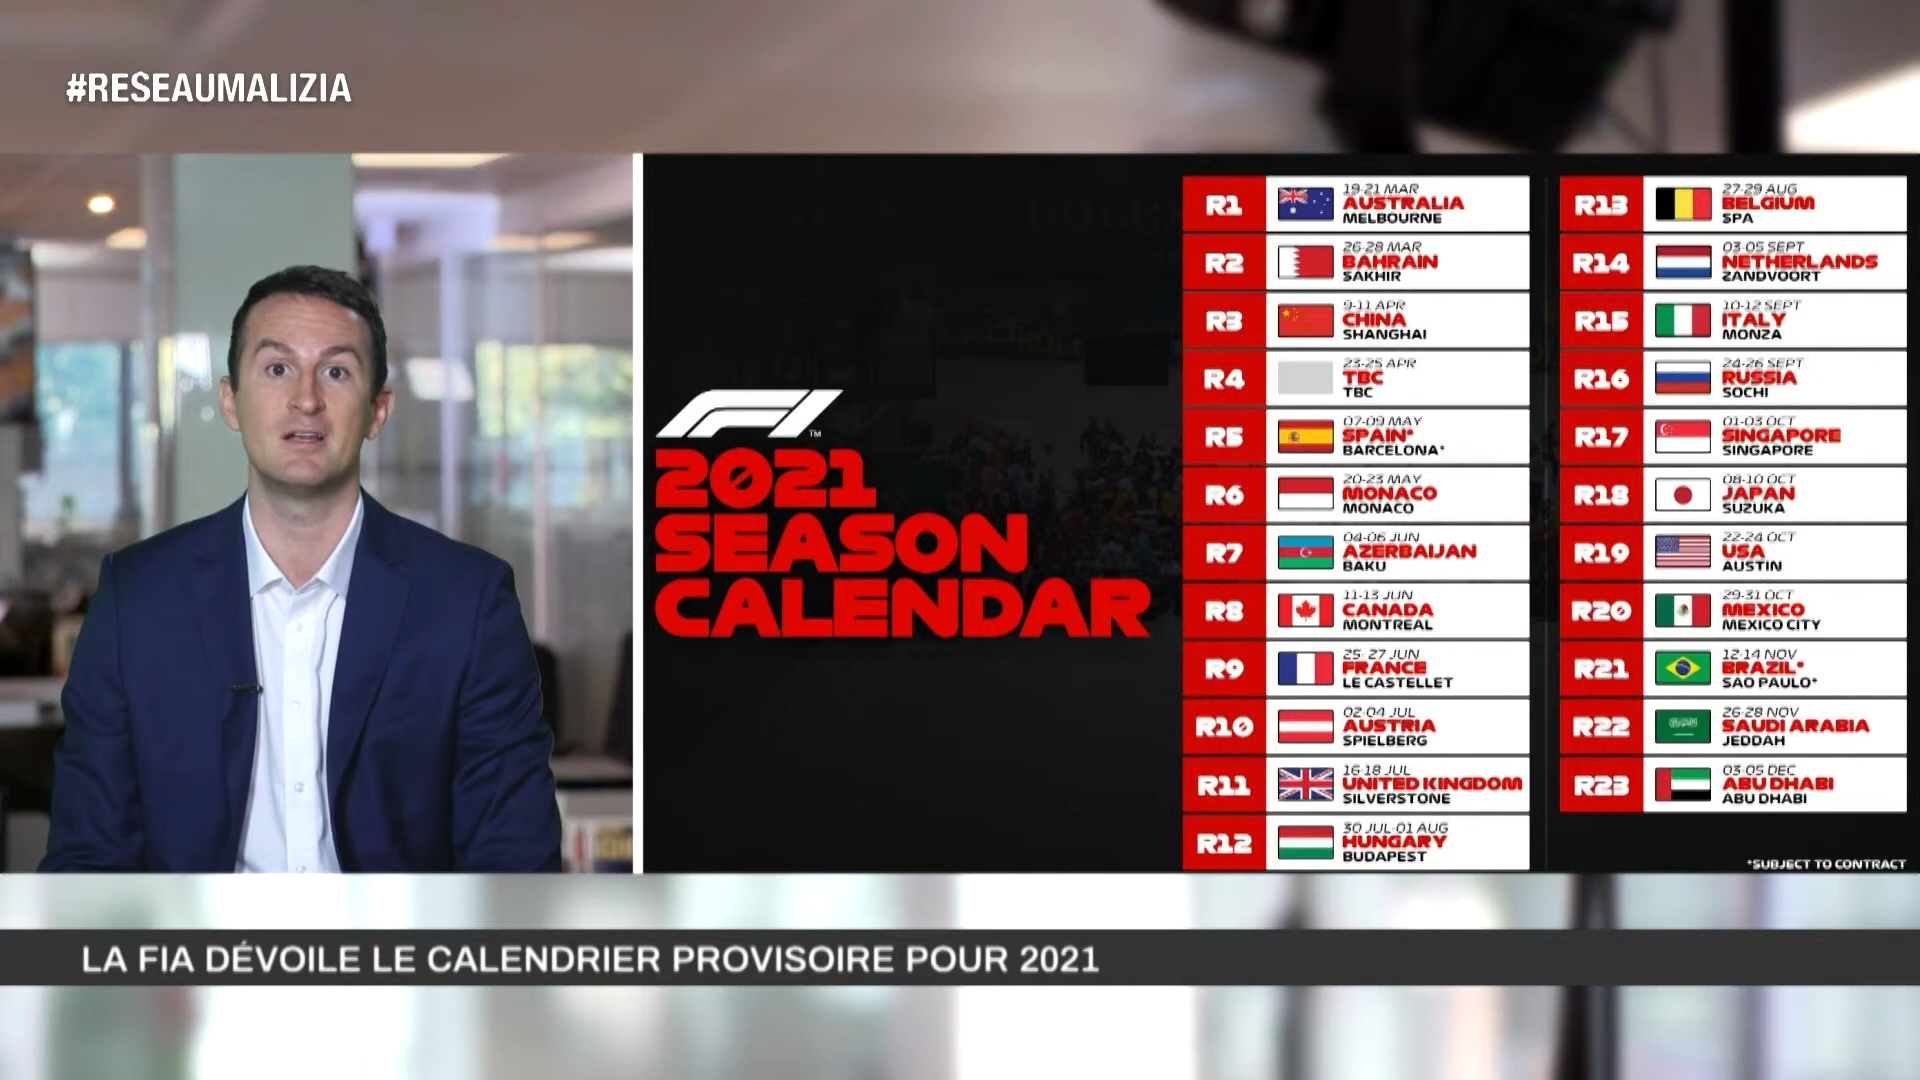 #RESEAUMALIZIA
F1™
2021
SEASON
CALENDAR
R1
19-21 MAR
AUSTRALIA
MELBOURNE
R2
26-28 MAR
BAHRAIN
SAKHIR
R3
9-11 APR
CHINA
SHANGHAI
R4
23-25 APR
TBC
TBC
R5
07-09 MAY
SPAIN*
BARCELONA*
R6
20-23 MAY
MONACO
MONACO
R7
04-06 JUN
AZERBAIJAN
BAKU
R8
11-13 JUN
CANADA
MONTREAL
R9
25-27 JUN
FRANCE
LE CASTELLET
R10
02-04 JUL
AUSTRIA
SPIELBERG
R11
16-18 JUL
UNITED KINGDOM
SILVERSTONE
R12
30 JUL-01 AUG
HUNGARY
BUDAPEST
R13
27-29 AUG
BELGIUM
SPA
R14
03-05 SEPT
NETHERLANDS
ZANDVOORT
R15
10-12 SEPT
ITALY
MONZA
R16
24-26 SEPT
RUSSIA
SOCHI
R17
01-03 OCT
SINGAPORE
SINGAPORE
R18
08-10 OCT
JAPAN
SUZUKA
R19
22-24 OCT
USA
AUSTIN
R20
29-31 OCT
MEXICO
MEXICO CITY
R21
12-14 NOV
BRAZIL*
SAO PAULO*
R22
26-28 NOV
SAUDI ARABIA
JEDDAH
R23
03-05 DEC
ABU DHABI
ABU DHABI
*SUBJECT TO CONTRACT
LA FIA DÉVOILE LE CALENDRIER PROVISOIRE POUR 2021